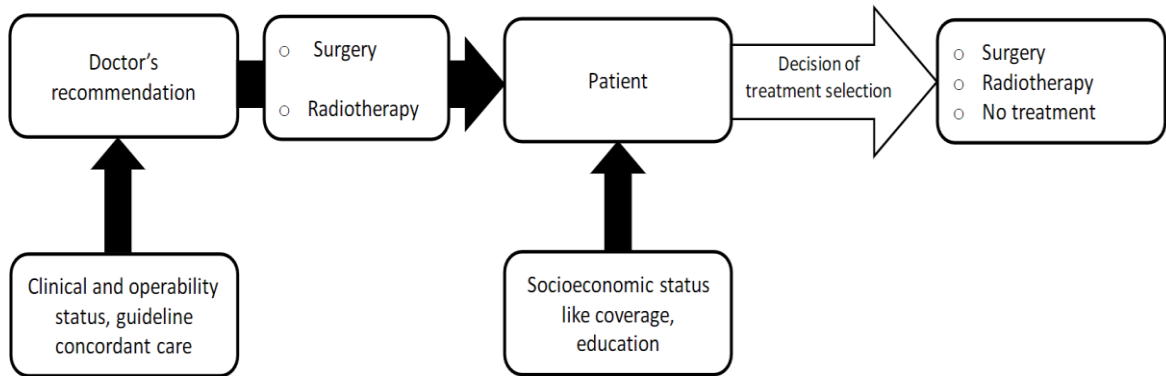 Doctor's
recommendation
○ Surgery
○ Radiotherapy
Patient
Decision of
treatment selection
○ Surgery
○ Radiotherapy
○ No treatment
Clinical and operability
status, guideline
concordant care
Socioeconomic status
like coverage,
education